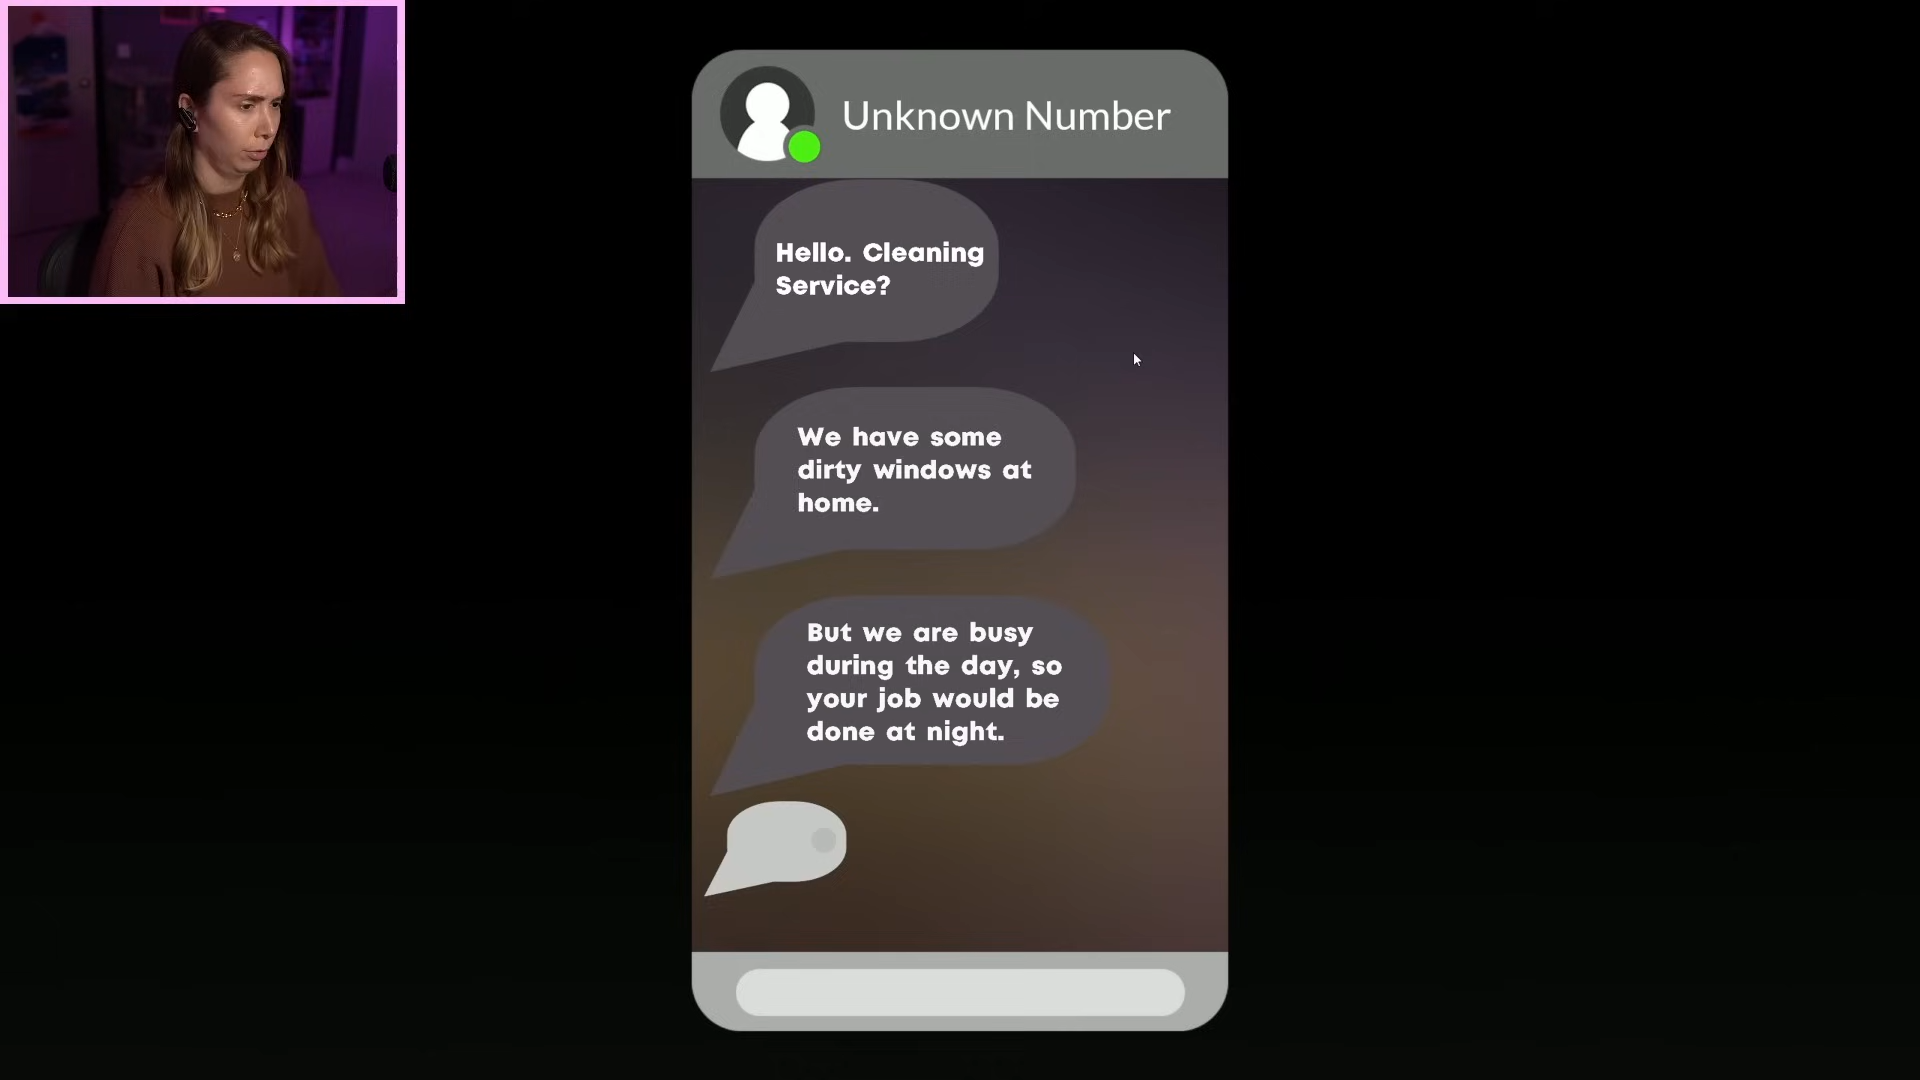 Unknown Number
Hello. Cleaning
Service?
We have some
dirty windows at
home.
But we are busy
during the day, so
your job would be
done at night.